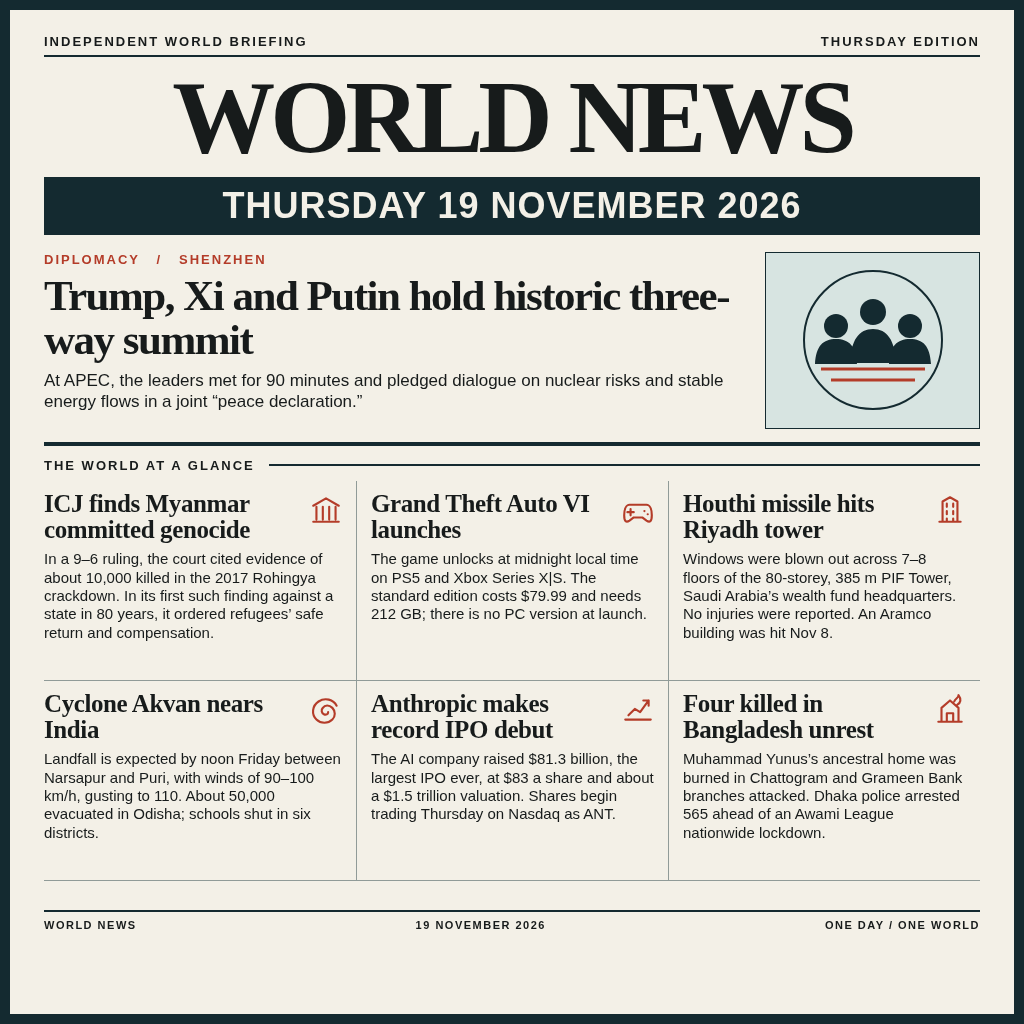 INDEPENDENT WORLD BRIEFING
THURSDAY EDITION
WORLD NEWS
THURSDAY 19 NOVEMBER 2026
DIPLOMACY / SHENZHEN
Trump, Xi and Putin hold historic three-
way summit
At APEC, the leaders met for 90 minutes and pledged dialogue on nuclear risks and stable
energy flows in a joint “peace declaration.”
THE WORLD AT A GLANCE
ICJ finds Myanmar
committed genocide
In a 9–6 ruling, the court cited evidence of
about 10,000 killed in the 2017 Rohingya
crackdown. In its first such finding against a
state in 80 years, it ordered refugees’ safe
return and compensation.
Grand Theft Auto VI
launches
The game unlocks at midnight local time
on PS5 and Xbox Series X|S. The
standard edition costs $79.99 and needs
212 GB; there is no PC version at launch.
Houthi missile hits
Riyadh tower
Windows were blown out across 7–8
floors of the 80-storey, 385 m PIF Tower,
Saudi Arabia’s wealth fund headquarters.
No injuries were reported. An Aramco
building was hit Nov 8.
Cyclone Akvan nears
India
Landfall is expected by noon Friday between
Narsapur and Puri, with winds of 90–100
km/h, gusting to 110. About 50,000
evacuated in Odisha; schools shut in six
districts.
Anthropic makes
record IPO debut
The AI company raised $81.3 billion, the
largest IPO ever, at $83 a share and about
a $1.5 trillion valuation. Shares begin
trading Thursday on Nasdaq as ANT.
Four killed in
Bangladesh unrest
Muhammad Yunus’s ancestral home was
burned in Chattogram and Grameen Bank
branches attacked. Dhaka police arrested
565 ahead of an Awami League
nationwide lockdown.
WORLD NEWS
19 NOVEMBER 2026
ONE DAY / ONE WORLD